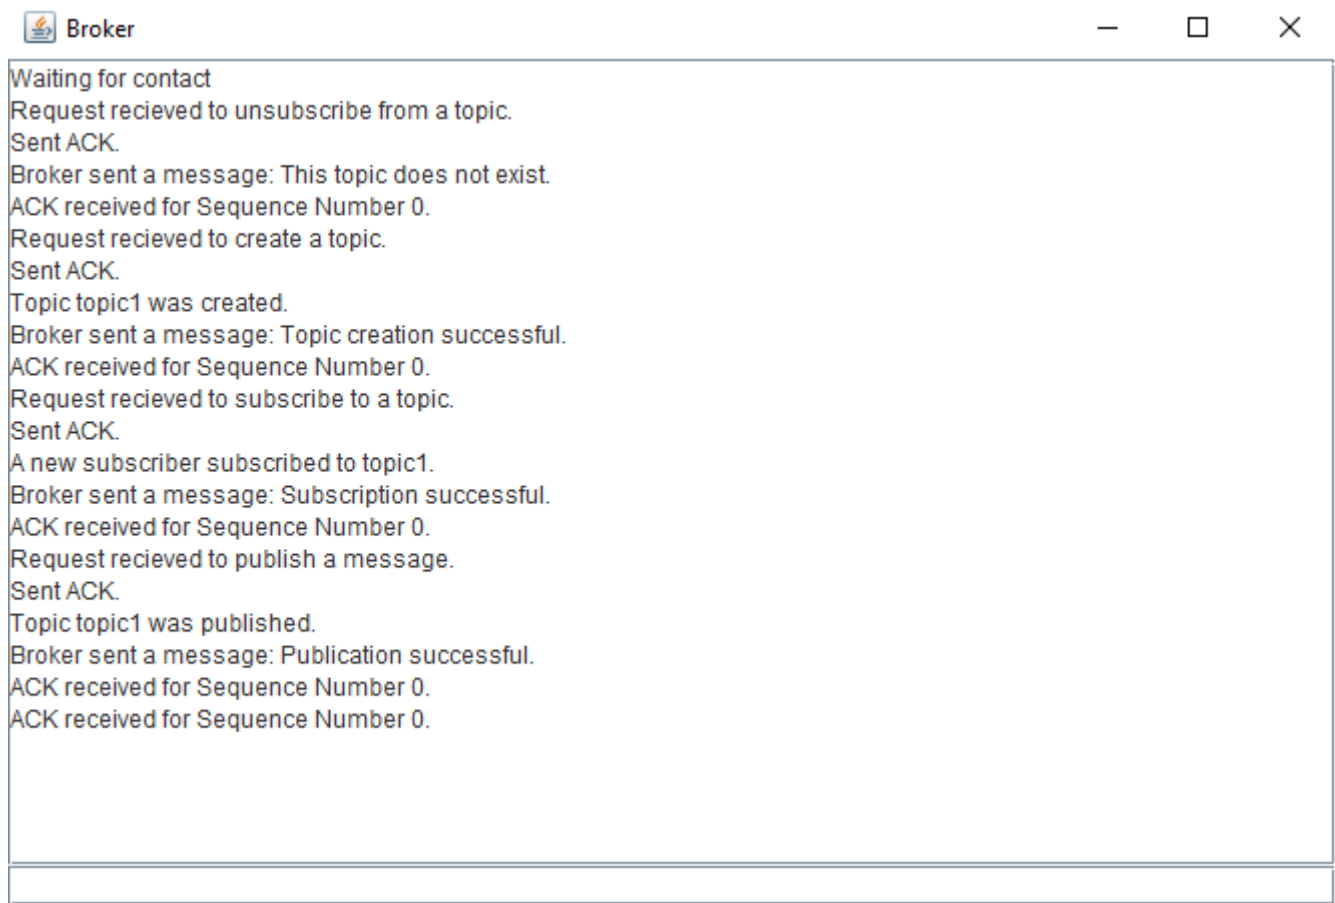 Broker
Waiting for contact
Request recieved to unsubscribe from a topic.
Sent ACK.
Broker sent a message: This topic does not exist.
ACK received for Sequence Number 0.
Request recieved to create a topic.
Sent ACK.
Topic topic1 was created.
Broker sent a message: Topic creation successful.
ACK received for Sequence Number 0.
Request recieved to subscribe to a topic.
Sent ACK.
A new subscriber subscribed to topic1.
Broker sent a message: Subscription successful.
ACK received for Sequence Number 0.
Request recieved to publish a message.
Sent ACK.
Topic topic1 was published.
Broker sent a message: Publication successful.
ACK received for Sequence Number 0.
ACK received for Sequence Number 0.